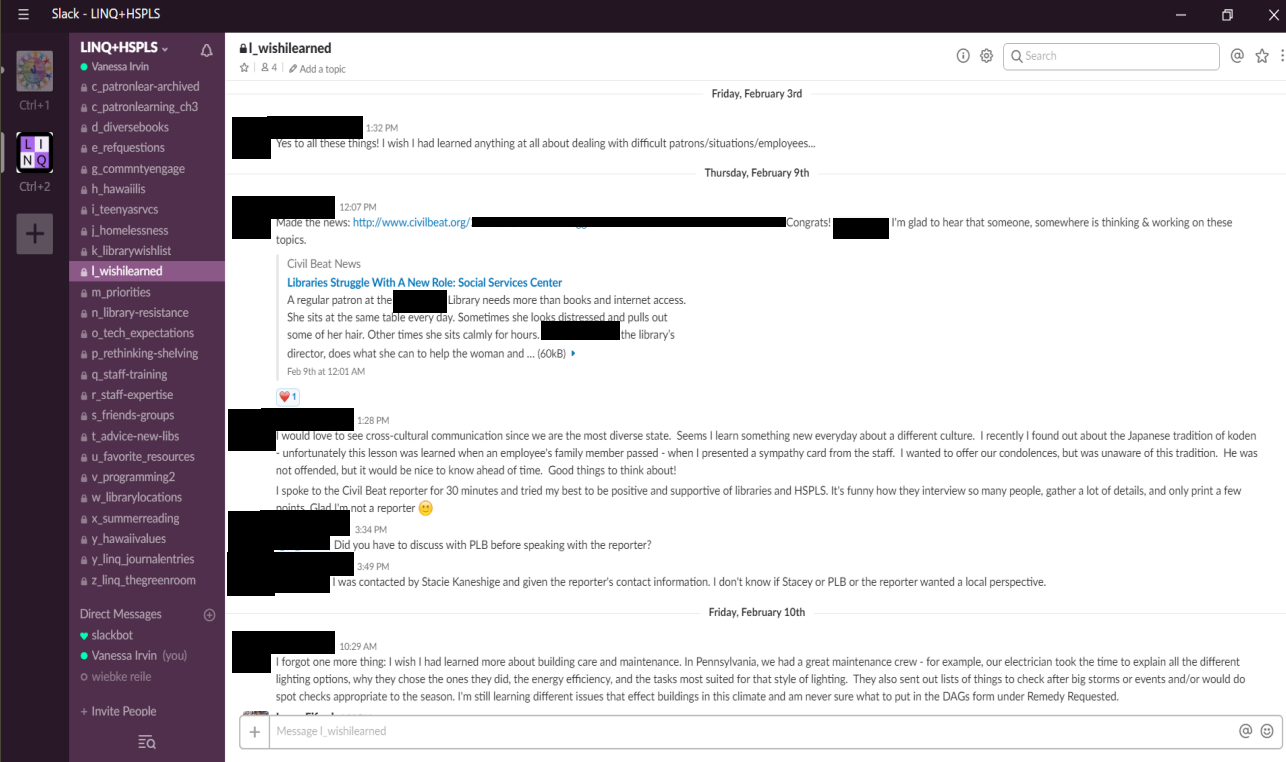 Slack - LINQ+HSPLS
Ctrl+1
L I
N Q
Ctrl+2
LINQ+HSPLS
Vanessa Irvin
c_patronlear-archived
c_patronlearning_ch3
d_diversebooks
e_refquestions
g_commntyengage
h_hawaiilis
i_teenyasrvcs
j_homelessness
k_librarywishlist
l_wishilearned
m_priorities
n_library-resistance
o_tech_expectations
p_rethinking-shelving
q_staff-training
r_staff-expertise
s_friends-groups
t_advice-new-libs
u_favorite_resources
v_programming2
w_librarylocations
x_summerreading
y_hawaiivalues
y_linq_journalentries
z_linq_thegreenroom
Direct Messages
slackbot
Vanessa Irvin (you)
wiebke reile
+ Invite People
l_wishilearned
4 Add a topic
Search
Friday, February 3rd
1:32 PM
Yes to all these things! I wish I had learned anything at all about dealing with difficult patrons/situations/employees...
Thursday, February 9th
12:07 PM
Made the news: http://www.civilbeat.org/ Congrats! I'm glad to hear that someone, somewhere is thinking & working on these
topics.
Civil Beat News
Libraries Struggle With A New Role: Social Services Center
A regular patron at the Library needs more than books and internet access.
She sits at the same table every day. Sometimes she looks distressed and pulls out
some of her hair. Other times she sits calmly for hours. the library's
director, does what she can to help the woman and ... (60kB)
Feb 9th at 12:01 AM
1
1:28 PM
I would love to see cross-cultural communication since we are the most diverse state. Seems I learn something new everyday about a different culture. I recently I found out about the Japanese tradition of koden
- unfortunately this lesson was learned when an employee's family member passed - when I presented a sympathy card from the staff. I wanted to offer our condolences, but was unaware of this tradition. He was
not offended, but it would be nice to know ahead of time. Good things to think about!
I spoke to the Civil Beat reporter for 30 minutes and tried my best to be positive and supportive of libraries and HSPLS. It's funny how they interview so many people, gather a lot of details, and only print a few
points. Glad I'm not a reporter 🙂
3:34 PM
Did you have to discuss with PLB before speaking with the reporter?
3:49 PM
I was contacted by Stacie Kaneshige and given the reporter's contact information. I don't know if Stacey or PLB or the reporter wanted a local perspective.
Friday, February 10th
10:29 AM
I forgot one more thing: I wish I had learned more about building care and maintenance. In Pennsylvania, we had a great maintenance crew - for example, our electrician took the time to explain all the different
lighting options, why they chose the ones they did, the energy efficiency, and the tasks most suited for that style of lighting. They also sent out lists of things to check after big storms or events and/or would do
spot checks appropriate to the season. I'm still learning different issues that effect buildings in this climate and am never sure what to put in the DAGs form under Remedy Requested.
Message l_wishilearned